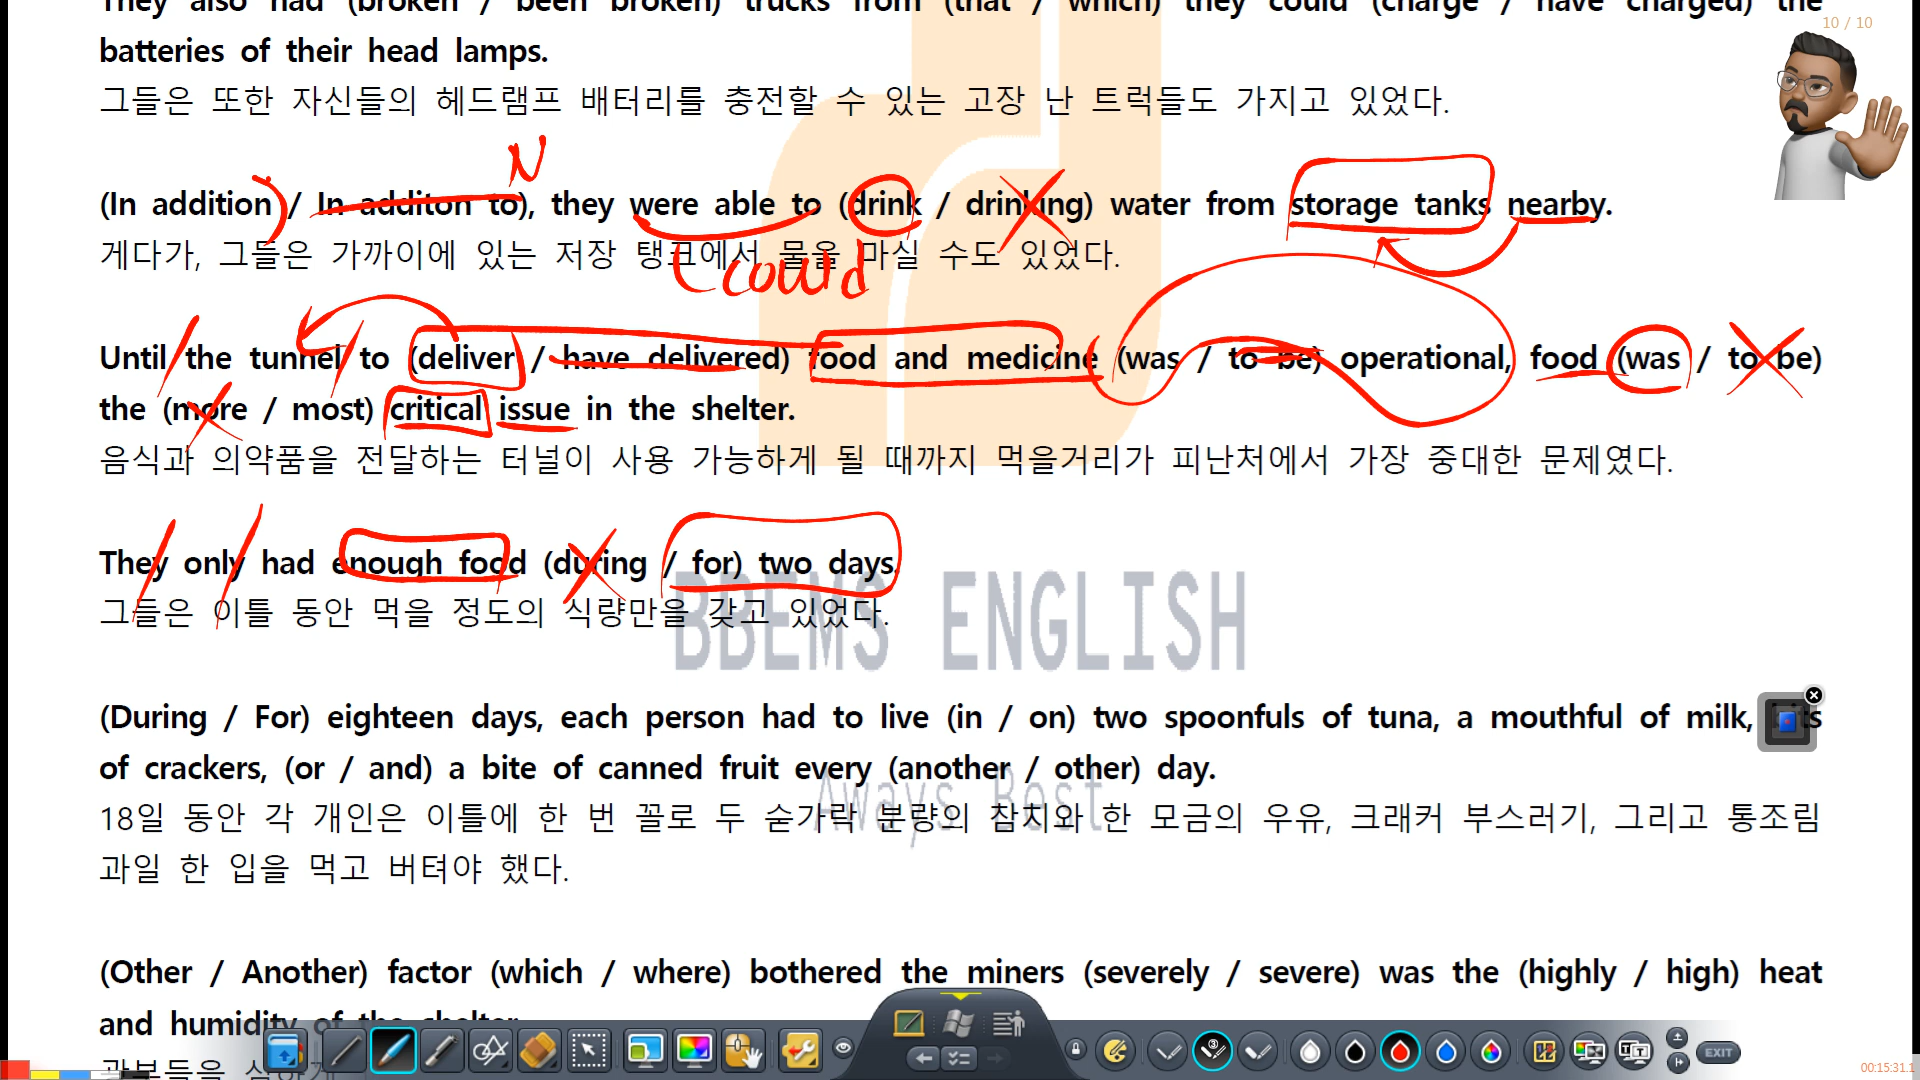 They also had (broken / been broken) trucks from (that / which) they could (charge / have charged) the
10 / 10
batteries of their head lamps.
그들은 또한 자신들의 헤드램프 배터리를 충전할 수 있는 고장 난 트럭들도 가지고 있었다.
N
(In addition / In additon to), they were able to (drink / drinking) water from storage tanks nearby.
게다가, 그들은 가까이에 있는 저장 탱크에서 물을 마실 수도 있었다.
could
Until the tunnel to (deliver / have delivered) food and medicine (was / to be) operational, food (was / to be)
the (more / most) critical issue in the shelter.
음식과 의약품을 전달하는 터널이 사용 가능하게 될 때까지 먹을거리가 피난처에서 가장 중대한 문제였다.
They only had enough food (during / for) two days.
그들은 이틀 동안 먹을 정도의 식량만을 갖고 있었다.
BBEMS ENGLISH
(During / For) eighteen days, each person had to live (in / on) two spoonfuls of tuna, a mouthful of milk,
of crackers, (or / and) a bite of canned fruit every (another / other) day.
Aways Best
18일 동안 각 개인은 이틀에 한 번 꼴로 두 숟가락 분량의 참치와 한 모금의 우유, 크래커 부스러기, 그리고 통조림
과일 한 입을 먹고 버텨야 했다.
(Other / Another) factor (which / where) bothered the miners (severely / severe) was the (highly / high) heat
and humidity of the shelter.
EXIT
00:15:31.1